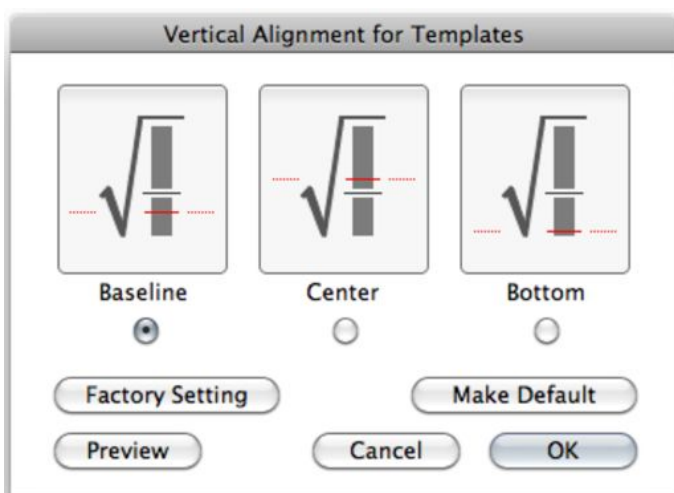 Vertical Alignment for Templates
Baseline Center Bottom
Factory Setting Make Default
Preview Cancel OK